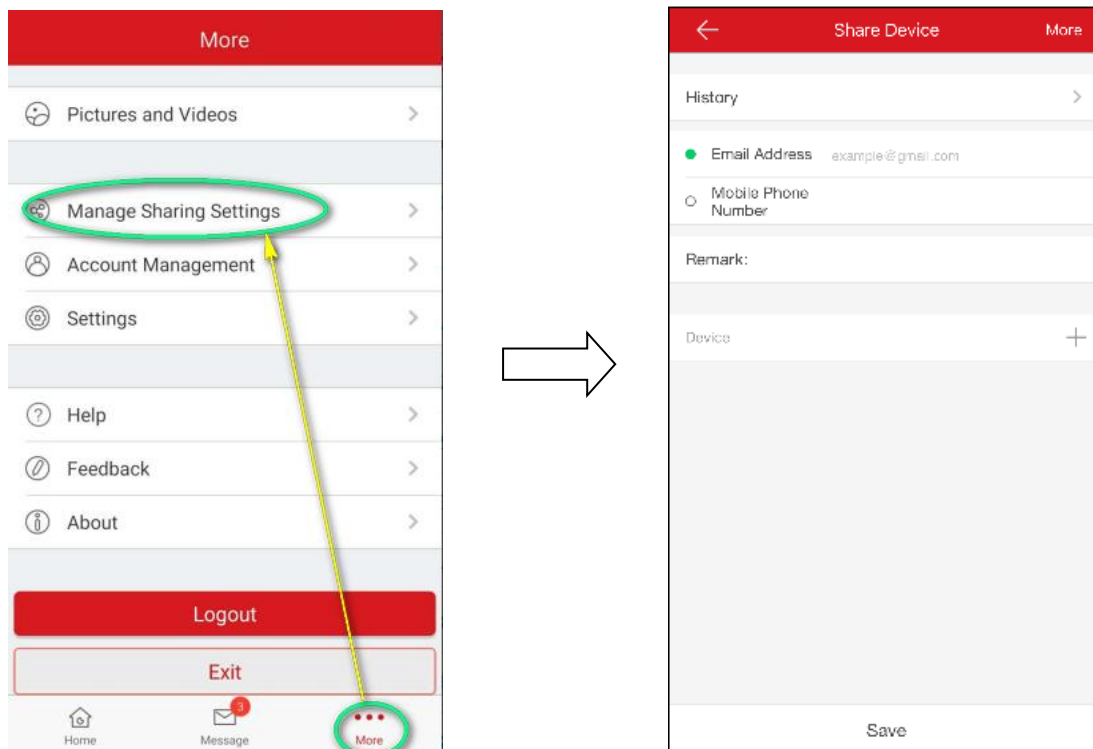 More
Pictures and Videos
Manage Sharing Settings
Account Management
Settings
Help
Feedback
About
Logout
Exit
3
Home
Message
More
Share Device
More
History
Email Address example@gmail.com
Mobile Phone
Number
Remark:
Device
Save